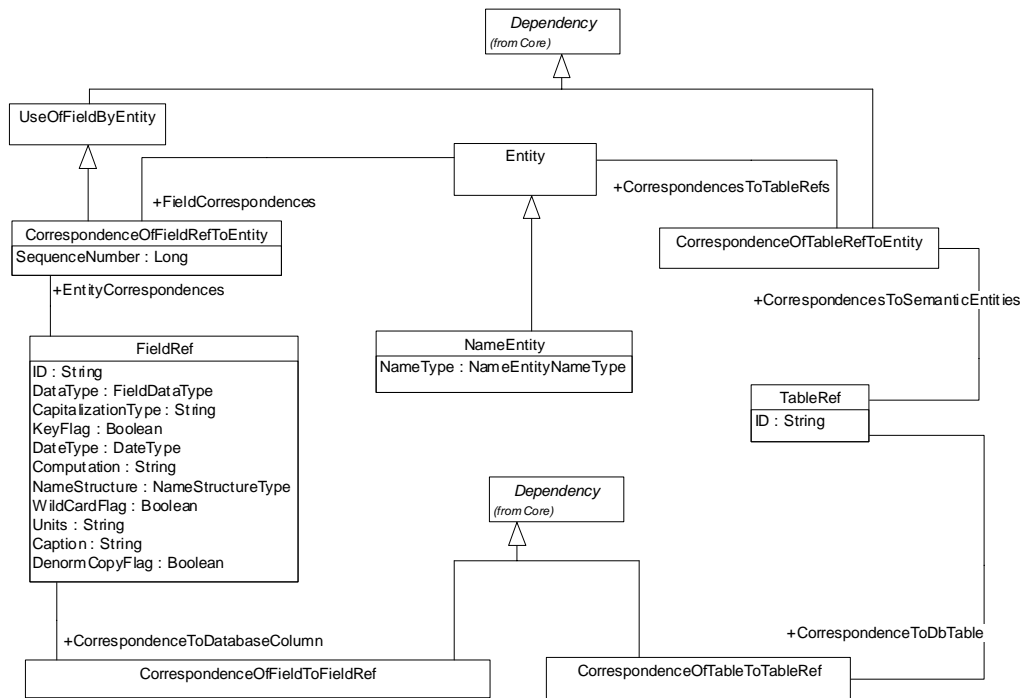 Dependency
(from Core)
UseOfFieldByEntity
Entity
+CorrespondencesToTableRefs
+FieldCorrespondences
CorrespondenceOfFieldRefToEntity
SequenceNumber : Long
CorrespondenceOfTableRefToEntity
+EntityCorrespondences
+CorrespondencesToSemanticEntities
FieldRef
ID : String
DataType : FieldDataType
CapitalizationType : String
KeyFlag : Boolean
DateType : DateType
Computation : String
NameStructure : NameStructureType
WildCardFlag : Boolean
Units : String
Caption : String
DenormCopyFlag : Boolean
NameEntity
NameType : NameEntityNameType
TableRef
ID : String
Dependency
(from Core)
+CorrespondenceToDatabaseColumn
+CorrespondenceToDbTable
CorrespondenceOfFieldToFieldRef
CorrespondenceOfTableToTableRef